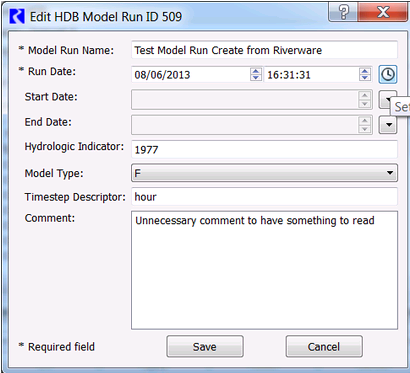 Edit HDB Model Run ID 509
* Model Run Name: Test Model Run Create from Riverware
* Run Date: 08/06/2013 16:31:31
Start Date:
End Date:
Hydrologic Indicator: 1977
Model Type: F
Timestep Descriptor: hour
Comment: Unnecessary comment to have something to read
* Required field Save Cancel